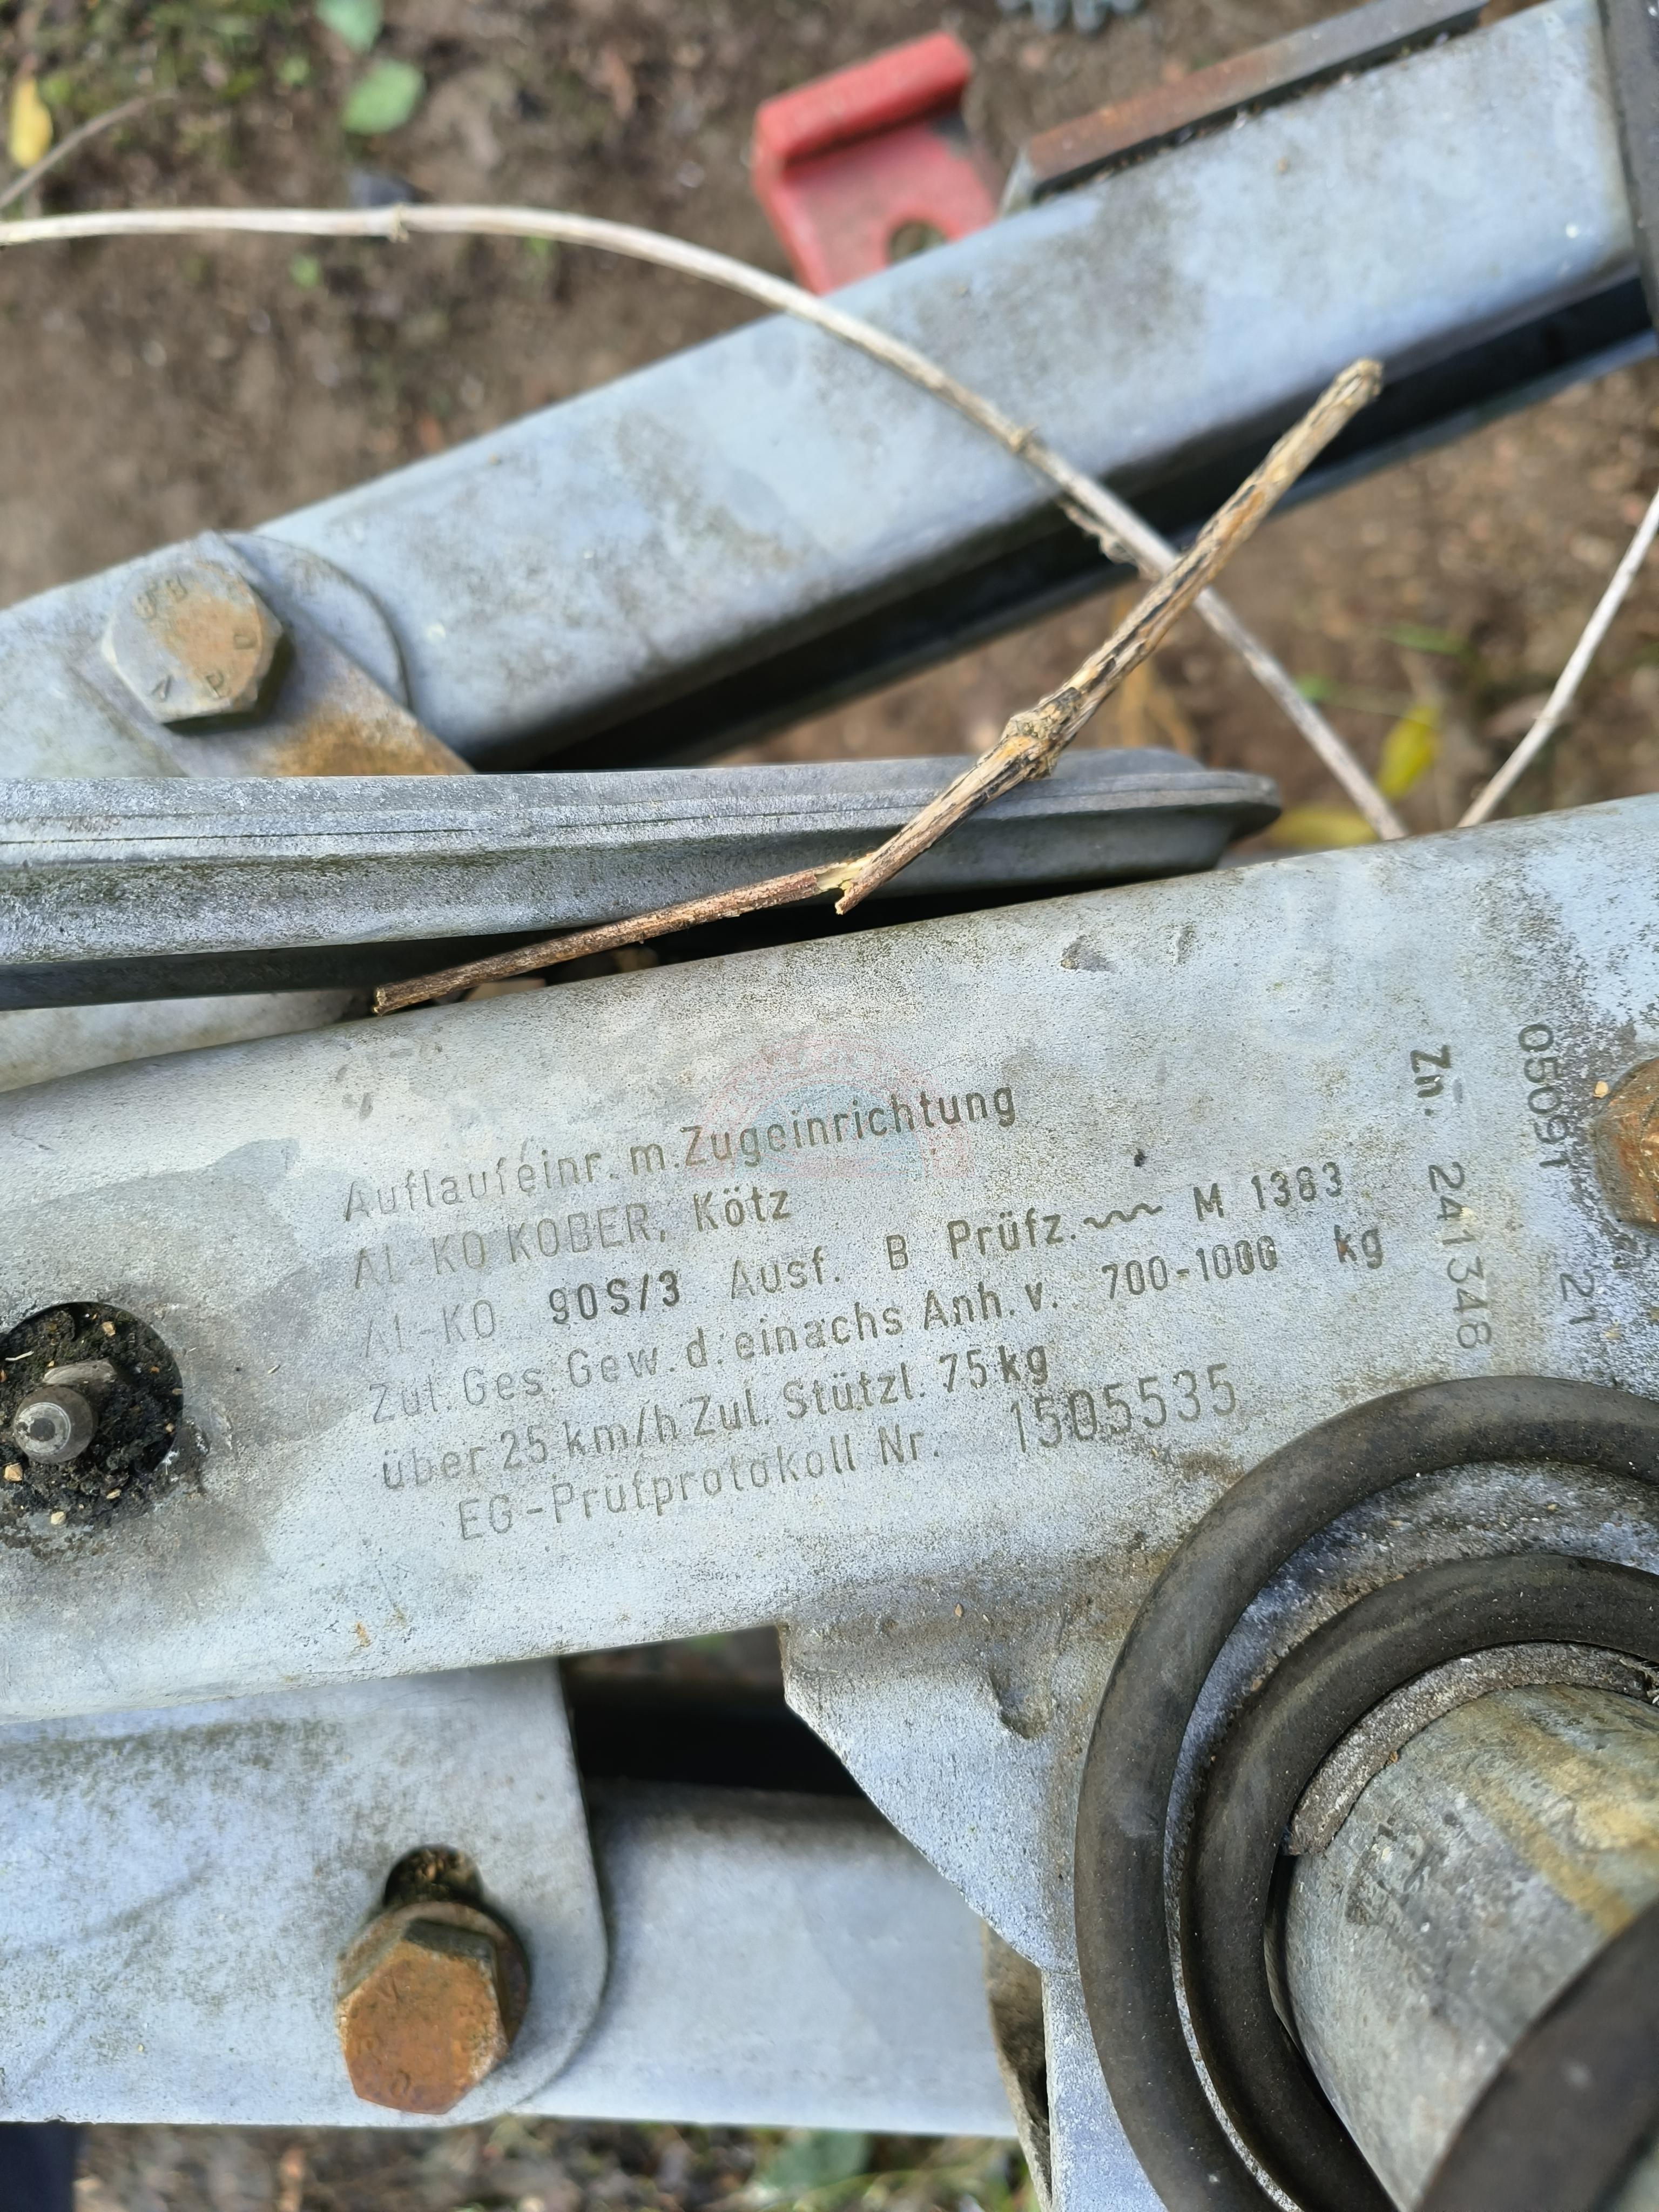 Auflaufeinr. m. Zugeinrichtung
AL-KO KOBER, Kötz
AL-KO 90S/3 Ausf. B Prüfz. ~~~ M 1383
Zul. Ges. Gew. d. einachs Anh. v. 700-1000 kg
über 25 km/h Zul. Stützl. 75 kg
EG-Prüfprotokoll Nr. 1505535
Zn. 241348
05091 21